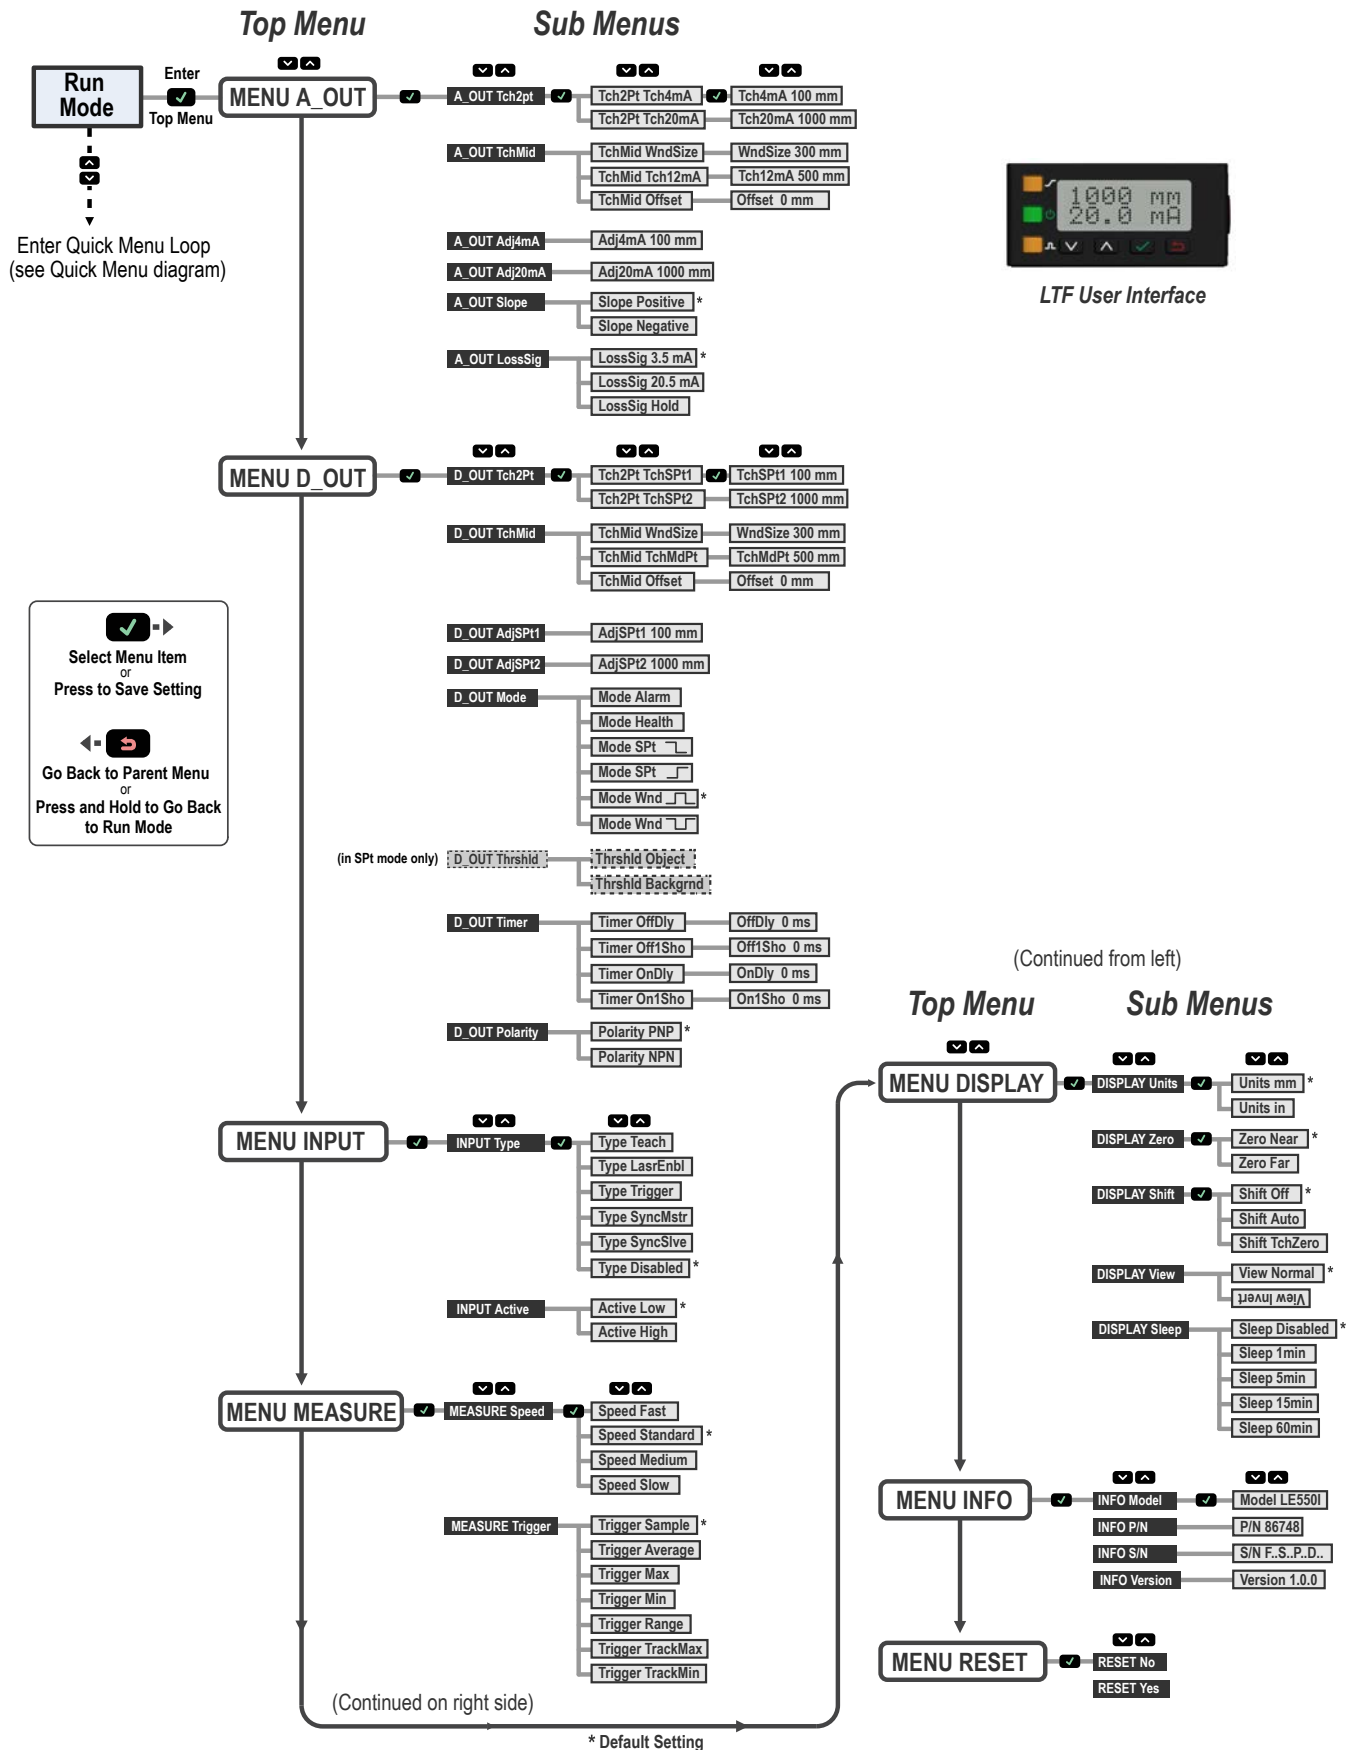 Top Menu
Sub Menus
Run
Mode
Enter
Top Menu
MENU A_OUT
A_OUT Tch2pt
Tch2Pt Tch4mA
Tch4mA 100 mm
Tch2Pt Tch20mA
Tch20mA 1000 mm
A_OUT TchMid
TchMid WndSize
WndSize 300 mm
TchMid Tch12mA
Tch12mA 500 mm
TchMid Offset
Offset 0 mm
Enter Quick Menu Loop
(see Quick Menu diagram)
A_OUT Adj4mA
Adj4mA 100 mm
A_OUT Adj20mA
Adj20mA 1000 mm
A_OUT Slope
Slope Positive *
Slope Negative
A_OUT LossSig
LossSig 3.5 mA *
LossSig 20.5 mA
LossSig Hold
1000 mm
20.0 mA
LTF User Interface
MENU D_OUT
D_OUT Tch2Pt
Tch2Pt TchSPt1
TchSPt1 100 mm
Tch2Pt TchSPt2
TchSPt2 1000 mm
D_OUT TchMid
TchMid WndSize
WndSize 300 mm
TchMid TchMdPt
TchMdPt 500 mm
TchMid Offset
Offset 0 mm
D_OUT AdjSPt1
AdjSPt1 100 mm
D_OUT AdjSPt2
AdjSPt2 1000 mm
D_OUT Mode
Mode Alarm
Mode Health
Mode SPt
Mode SPt
Mode Wnd *
Mode Wnd
Select Menu Item
or
Press to Save Setting
Go Back to Parent Menu
or
Press and Hold to Go Back
to Run Mode
(in SPt mode only)
D_OUT Thrshld
Thrshld Object
Thrshld Backgrnd
D_OUT Timer
Timer OffDly
OffDly 0 ms
Timer Off1Sho
Off1Sho 0 ms
Timer OnDly
OnDly 0 ms
Timer On1Sho
On1Sho 0 ms
D_OUT Polarity
Polarity PNP *
Polarity NPN
MENU INPUT
INPUT Type
Type Teach
Type LasrEnbl
Type Trigger
Type SyncMstr
Type SyncSlve
Type Disabled *
INPUT Active
Active Low *
Active High
MENU MEASURE
MEASURE Speed
Speed Fast
Speed Standard *
Speed Medium
Speed Slow
MEASURE Trigger
Trigger Sample *
Trigger Average
Trigger Max
Trigger Min
Trigger Range
Trigger TrackMax
Trigger TrackMin
(Continued on right side)
* Default Setting
(Continued from left)
Top Menu
Sub Menus
MENU DISPLAY
DISPLAY Units
Units mm *
Units in
DISPLAY Zero
Zero Near *
Zero Far
DISPLAY Shift
Shift Off *
Shift Auto
Shift TchZero
DISPLAY View
View Normal *
View Invert
DISPLAY Sleep
Sleep Disabled *
Sleep 1min
Sleep 5min
Sleep 15min
Sleep 60min
MENU INFO
INFO Model
Model LE550I
INFO P/N
P/N 86748
INFO S/N
S/N F..S..P..D..
INFO Version
Version 1.0.0
MENU RESET
RESET No
RESET Yes